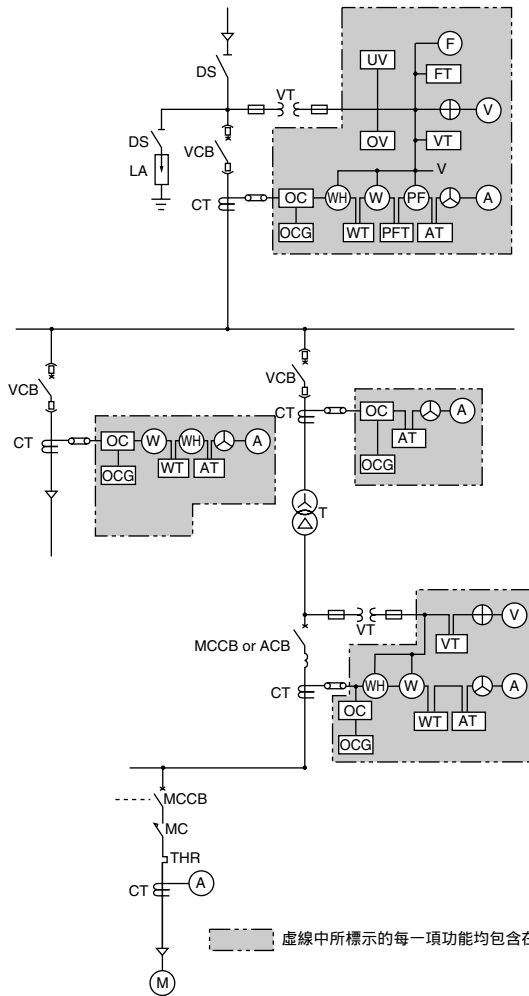 F
UV
FT
DS
VT
V
DS
VCB
OV
VT
LA
V
CT
OC
WH
W
PF
A
OCG
WT
PFT
AT
VCB
VCB
CT
OC
W
WH
A
CT
OC
A
WT
AT
AT
OCG
OCG
T
VT
V
MCCB or ACB
VT
CT
WH
W
A
OC
WT
AT
OCG
MCCB
MC
THR
CT
A
虛線中所標示的每一項功能均包含在
M